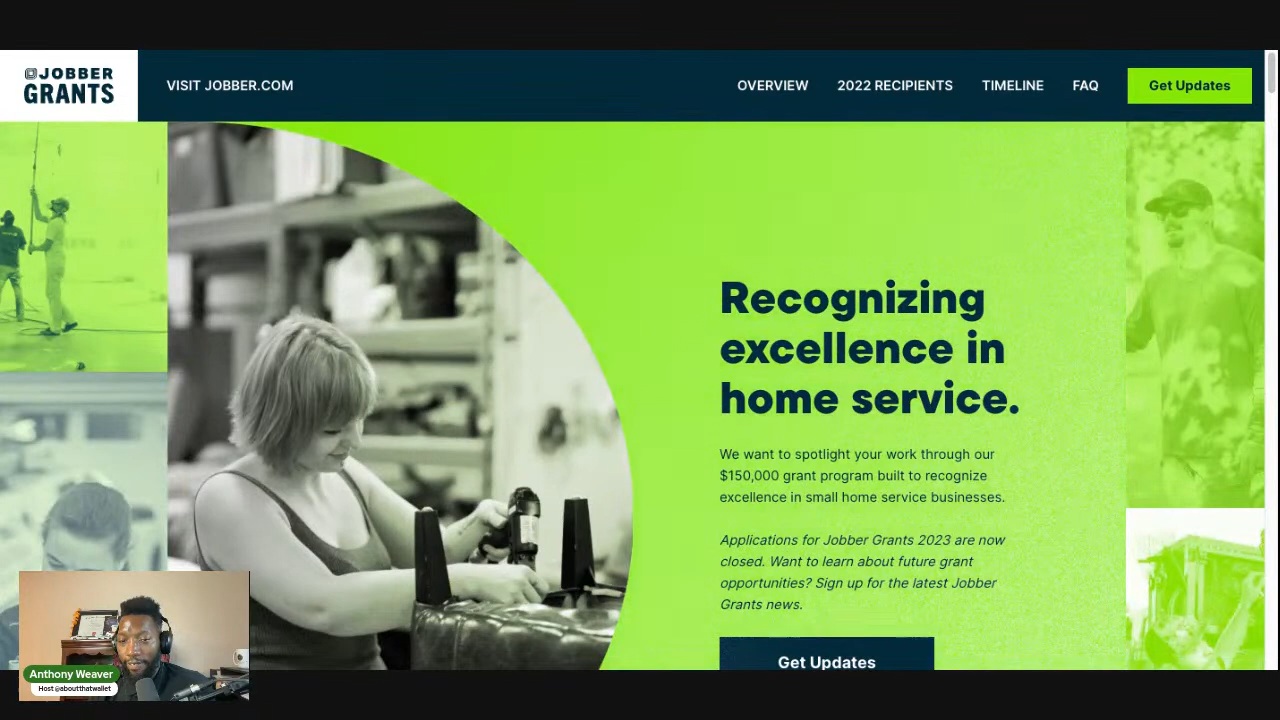 JOBBER
GRANTS
VISIT JOBBER.COM
OVERVIEW
2022 RECIPIENTS
TIMELINE
FAQ
Get Updates
Recognizing
excellence in
home service.
We want to spotlight your work through our
$150,000 grant program built to recognize
excellence in small home service businesses.
Applications for Jobber Grants 2023 are now
closed. Want to learn about future grant
opportunities? Sign up for the latest Jobber
Grants news.
Get Updates
Anthony Weaver
Host @aboutthatwallet